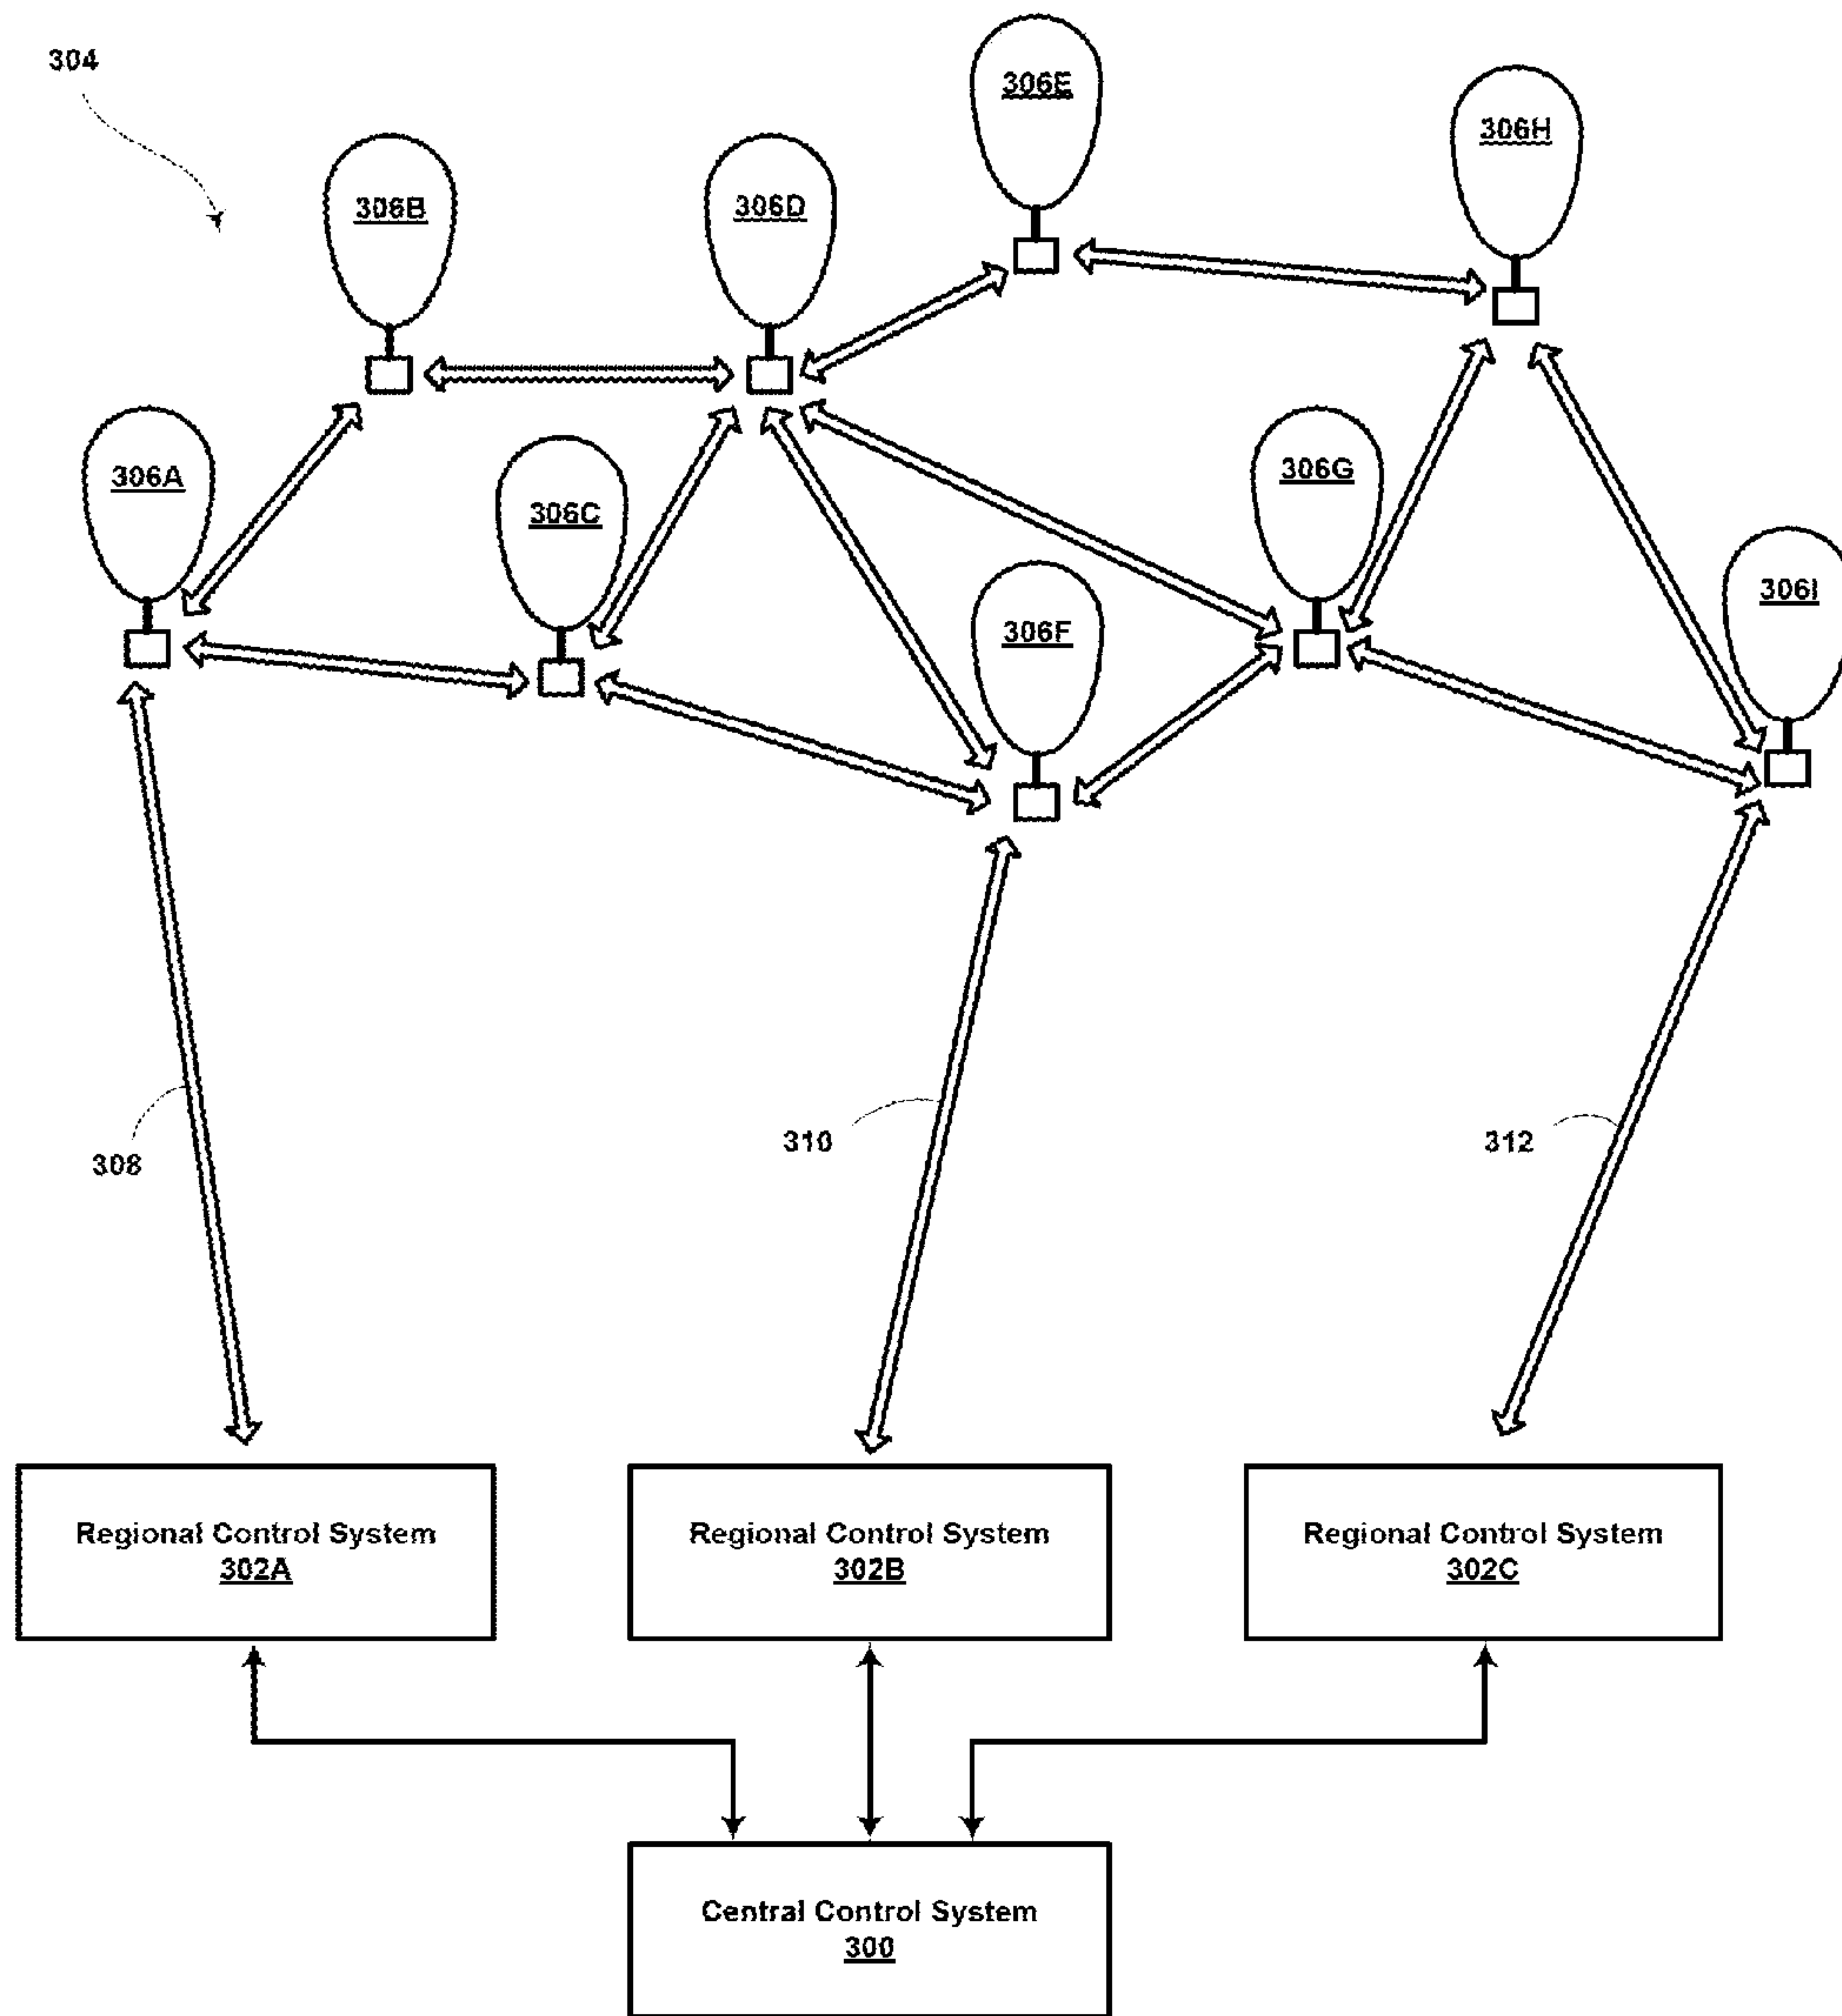 304
306E
306H
306B
306D
306A
306C
306G
306F
306I
308
310
312
Regional Control System
302A
Regional Control System
302B
Regional Control System
302C
Central Control System
300